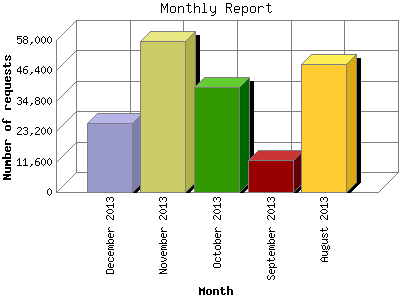 Monthly Report
Number of requests
58,000
46,400
34,800
23,200
11,600
0
December 2013
November 2013
October 2013
September 2013
August 2013
Month